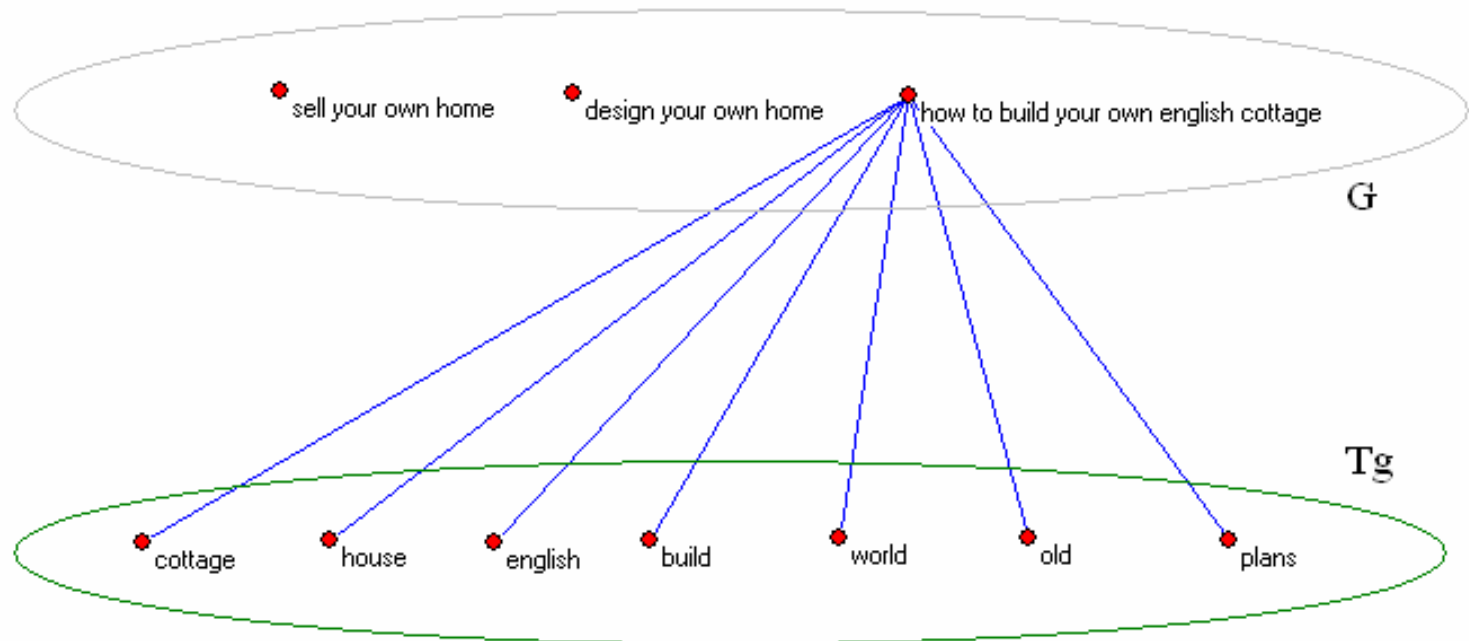 sell your own home
design your own home
how to build your own english cottage
G
Tg
cottage
house
english
build
world
old
plans